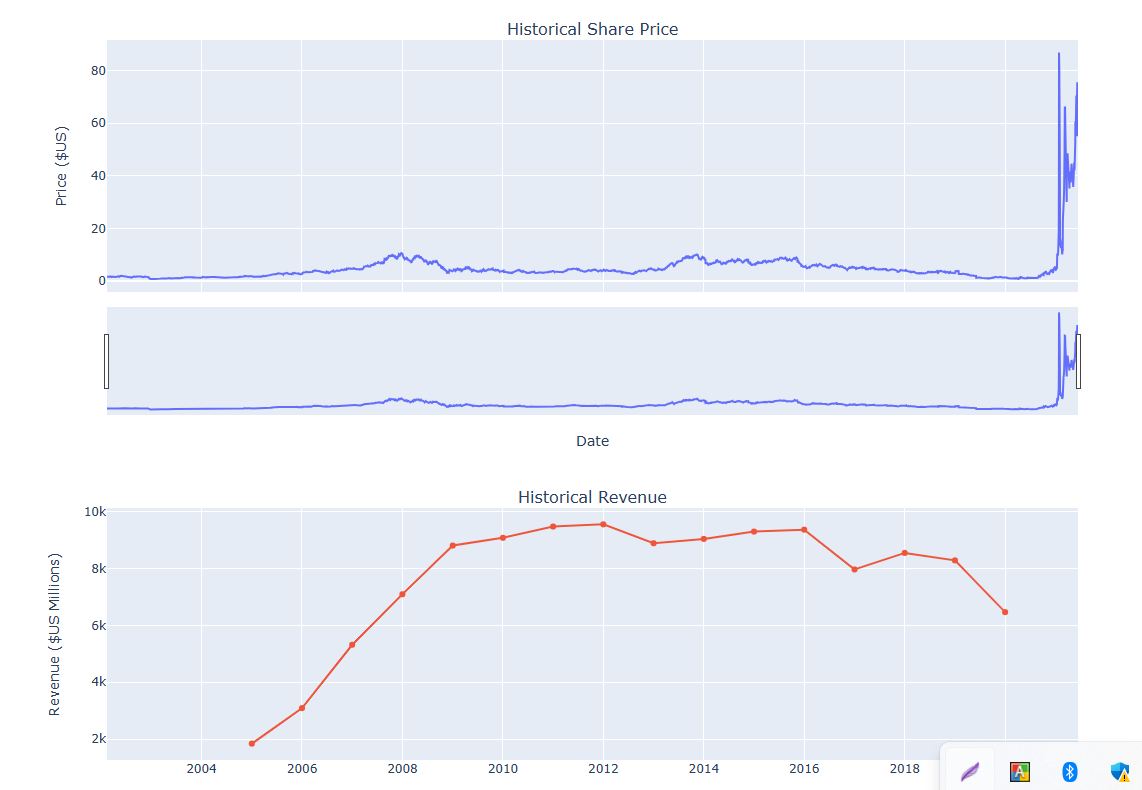 Historical Share Price
Price ($US)
80
60
40
20
0
Date
Historical Revenue
Revenue ($US Millions)
10k
8k
6k
4k
2k
2004 2006 2008 2010 2012 2014 2016 2018
A